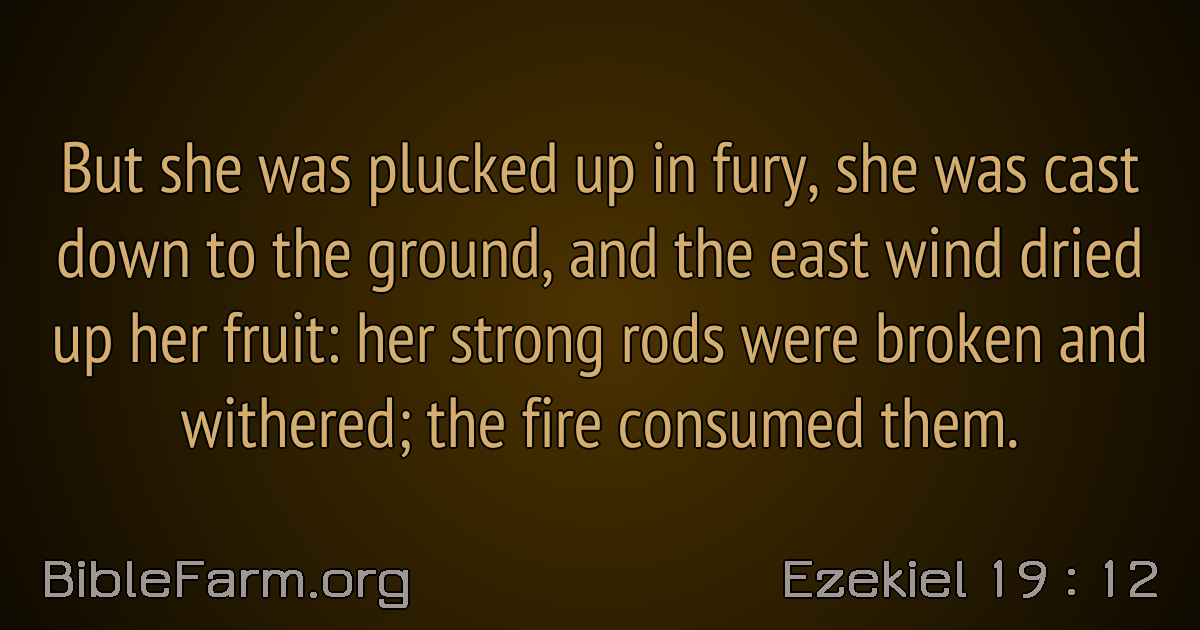 But she was plucked up in fury, she was cast
down to the ground, and the east wind dried
up her fruit: her strong rods were broken and
withered; the fire consumed them.
BibleFarm.org
Ezekiel 19 : 12